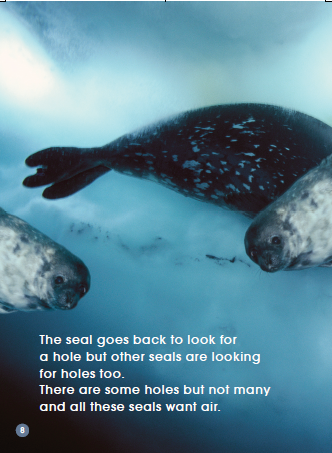 The seal goes back to look for
a hole but other seals are looking
for holes too.
There are some holes but not many
and all these seals want air.
8